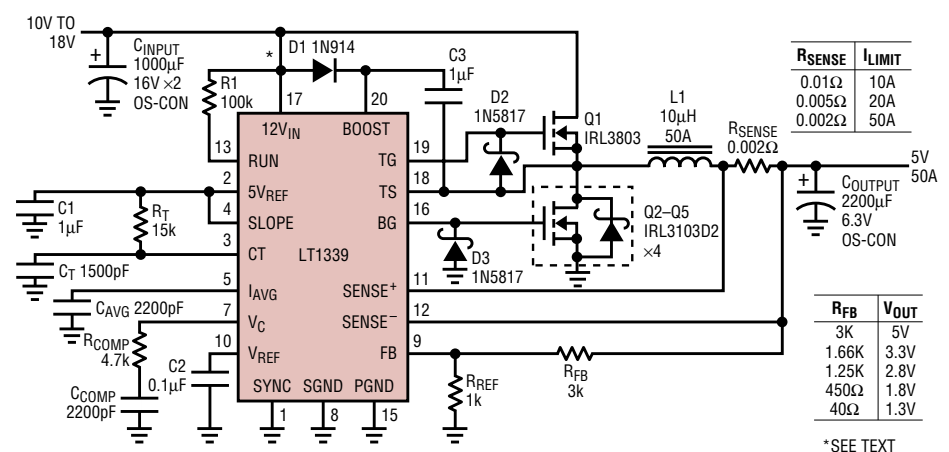 10V TO
18V
+
CINPUT
1000µF
16V ×2
OS-CON
*
D1 1N914
R1
100k
C3
1µF
17
20
12VIN
BOOST
13
RUN
2
5VREF
4
SLOPE
3
CT
LT1339
5
IAVG
7
VC
10
VREF
SYNC SGND PGND
1
8
15
TG
19
TS
18
BG
16
SENSE+
11
SENSE−
12
FB
9
C1
1µF
RT
15k
CT 1500pF
CAVG 2200pF
RCOMP
4.7k
CCOMP
2200pF
C2
0.1µF
D2
1N5817
Q1
IRL3803
D3
1N5817
Q2–Q5
IRL3103D2
×4
L1
10µH
50A
RSENSE
0.002Ω
RREF
1k
RFB
3k
5V
50A
+
COUTPUT
2200µF
6.3V
OS-CON
RSENSE ILIMIT
0.01Ω 10A
0.005Ω 20A
0.002Ω 50A
RFB VOUT
3K 5V
1.66K 3.3V
1.25K 2.8V
450Ω 1.8V
40Ω 1.3V
*SEE TEXT